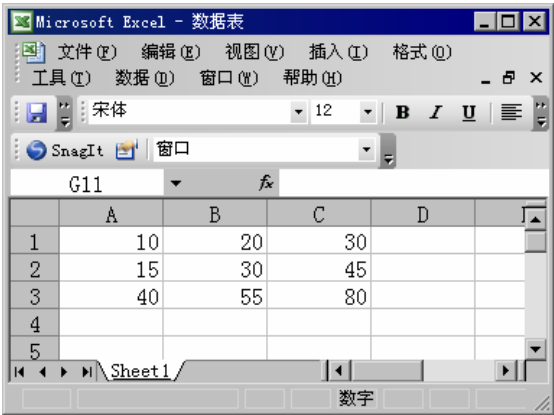 Microsoft Excel - 数据表
文件(F) 编辑(E) 视图(V) 插入(I) 格式(O)
工具(T) 数据(D) 窗口(W) 帮助(H)
宋体 12 B I U
SnagIt 窗口
G11 fx
A B C D
1 10 20 30
2 15 30 45
3 40 55 80
4
5
Sheet1
数字